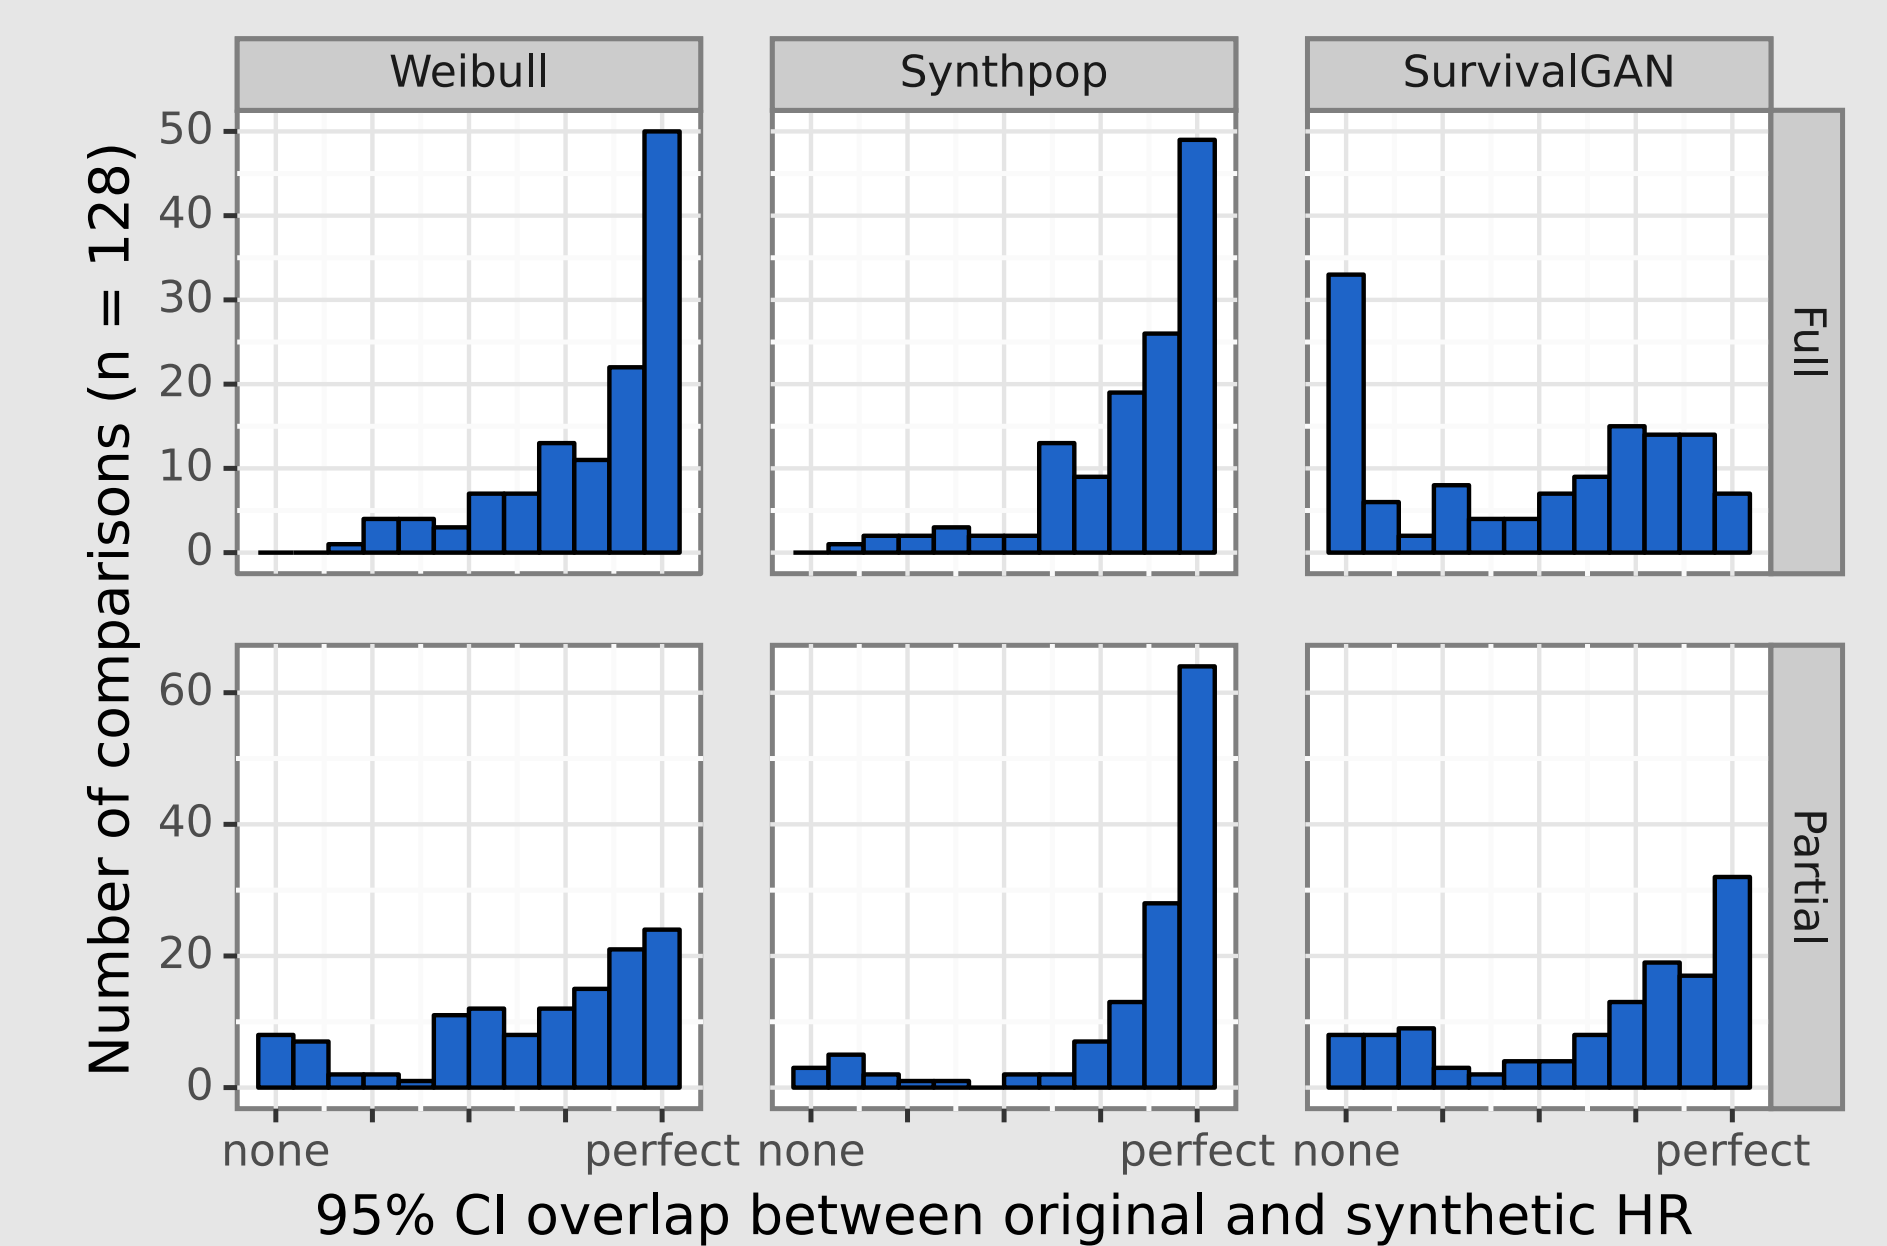 Weibull
Synthpop
SurvivalGAN
Number of comparisons (n = 128)
50
40
30
20
10
0
Full
60
40
20
0
Partial
none
perfect
none
perfect
none
perfect
95% CI overlap between original and synthetic HR